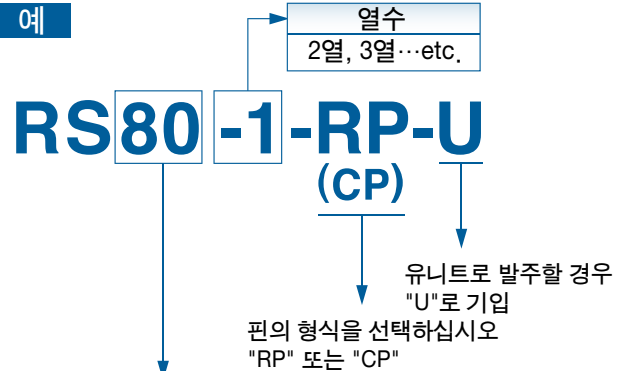 예
열수
2열, 3열…etc.
RS80-1-RP-U
(CP)
유니트로 발주할 경우
"U"로 기입
핀의 형식을 선택하십시오
"RP" 또는 "CP"